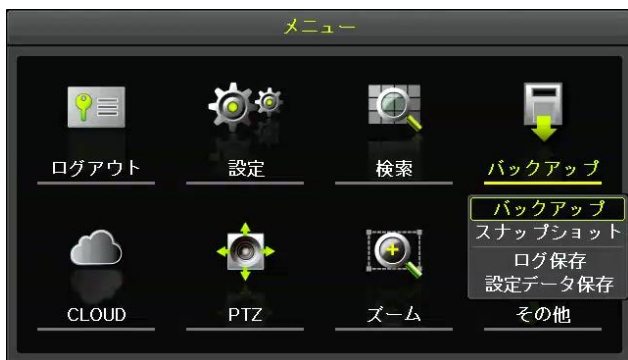 メニュー
ログアウト
設定
検索
バックアップ
バックアップ
スナップショット
ログ保存
設定データ保存
CLOUD
PTZ
ズーム
その他